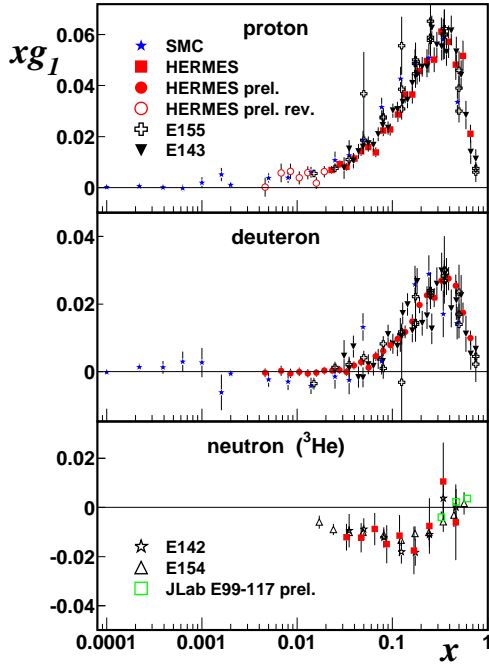 xg1
proton
0.06
SMC
HERMES
HERMES prel.
0.04
HERMES prel. rev.
E155
0.02
E143
0
deuteron
0.04
0.02
0
neutron (³He)
0.02
0
-0.02
E142
E154
JLab E99-117 prel.
-0.04
0.0001
0.001
0.01
0.1
1
x